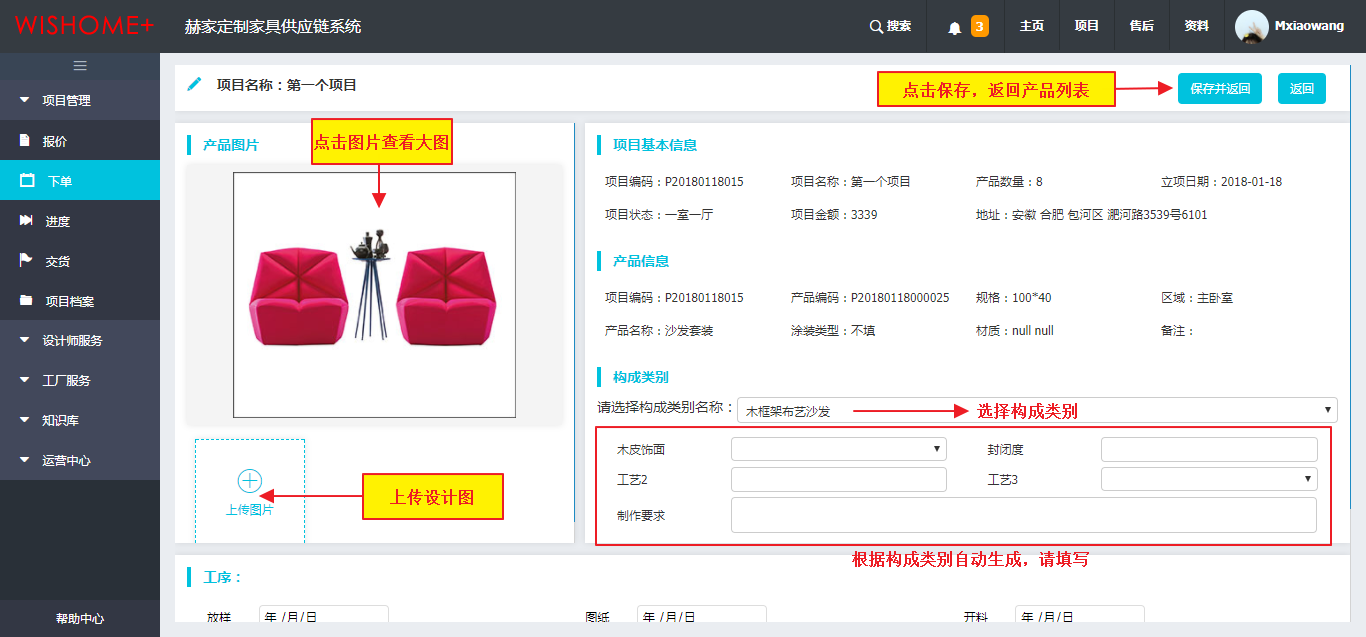 WISHOME+
赫家定制家具供应链系统
搜索
3
主页
项目
售后
资料
Mxiaowang
项目管理
报价
下单
进度
交货
项目档案
设计师服务
工厂服务
知识库
运营中心
帮助中心
项目名称：第一个项目
点击保存，返回产品列表
保存并返回
返回
产品图片
点击图片查看大图
上传图片
上传设计图
项目基本信息
项目编码：P20180118015 项目名称：第一个项目 产品数量：8 立项日期：2018-01-18
项目状态：一室一厅 项目金额：3339 地址：安徽 合肥 包河区 淝河路3539号6101
产品信息
项目编码：P20180118015 产品编码：P20180118000025 规格：100*40 区域：主卧室
产品名称：沙发套装 涂装类型：不填 材质：null null 备注：
构成类别
请选择构成类别名称： 木框架布艺沙发 选择构成类别
木皮饰面 封闭度
工艺2 工艺3
制作要求
根据构成类别自动生成，请填写
工序：
放样 年 /月/日 图纸 年 /月/日 开料 年 /月/日